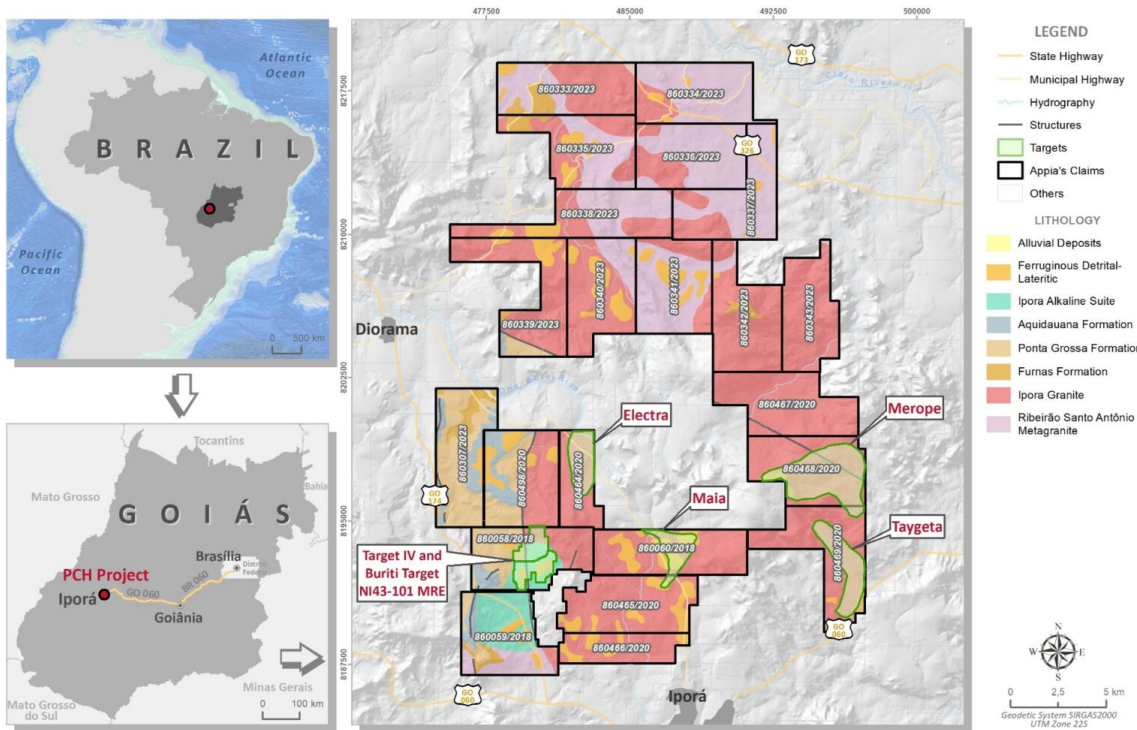 Atlantic
Ocean
BRAZIL
Pacific
Ocean
0 500 km
Tocantins
Mato Grosso
Bahia
GOIÁS
Brasília
Distrito
Federal
PCH Project
Iporá
GO 060
BR 060
Goiânia
Minas Gerais
Mato Grosso
do Sul
0 100 km
477500
485000
492500
500000
8217500
8210000
8202500
8195000
8187500
GO
173
Claro River
860333/2023
860334/2023
860335/2023
860336/2023
GO
326
860337/2023
860338/2023
860339/2023
860340/2023
860341/2023
860342/2023
860343/2023
Diorama
860467/2020
Electra
Merope
860307/2023
860498/2020
860464/2020
860468/2020
GO
174
Maia
Taygeta
860058/2018
860060/2018
860469/2020
Target IV and
Buriti Target
NI43-101 MRE
860465/2020
860059/2018
860466/2020
GO
060
GO
060
Iporá
LEGEND
State Highway
Municipal Highway
Hydrography
Structures
Targets
Appia's Claims
Others
LITHOLOGY
Alluvial Deposits
Ferruginous Detrital-
Lateritic
Ipora Alkaline Suite
Aquidauana Formation
Ponta Grossa Formation
Furnas Formation
Ipora Granite
Ribeirão Santo Antônio
Metagranite
N
W E
S
0 2,5 5 km
Geodetic System SIRGAS2000
UTM Zone 22S